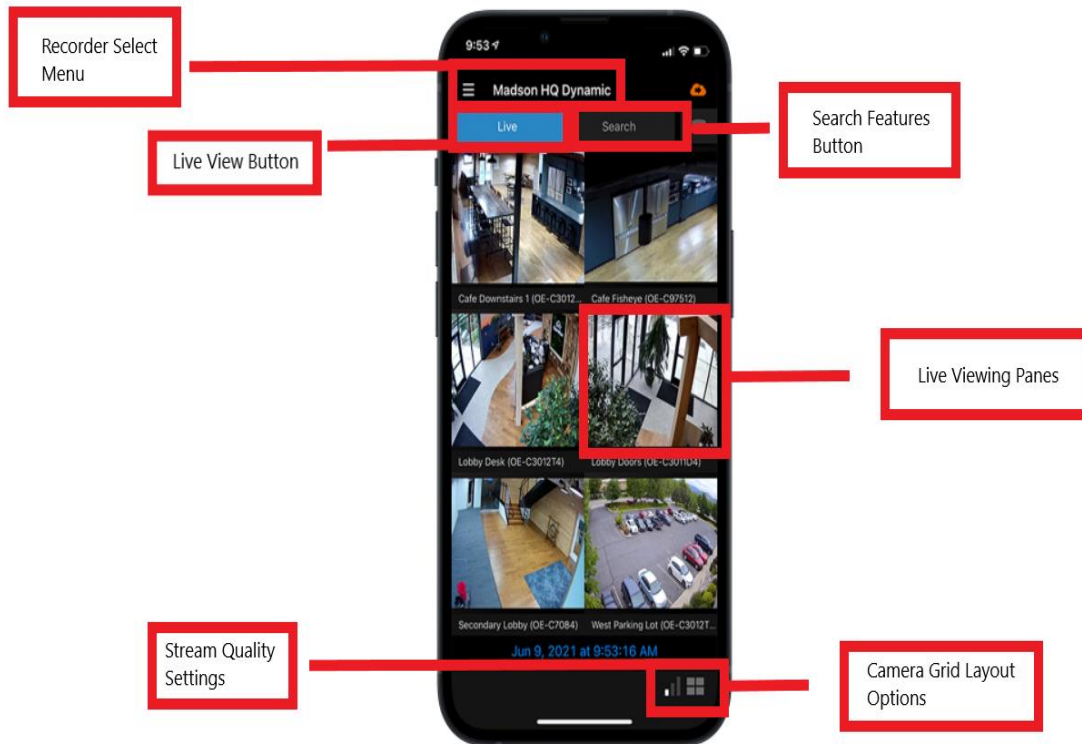 Recorder Select
Menu
9:53
Madson HQ Dynamic
Live
Search
Search Features
Button
Live View Button
Cafe Downstairs 1 (OE-C3012...
Cafe Fisheye (OE-C97512)
Live Viewing Panes
Lobby Desk (OE-C3012T4)
Lobby Doors (OE-C3011D4)
Secondary Lobby (OE-C7084)
West Parking Lot (OE-C3012T...
Stream Quality
Settings
Jun 9, 2021 at 9:53:16 AM
Camera Grid Layout
Options